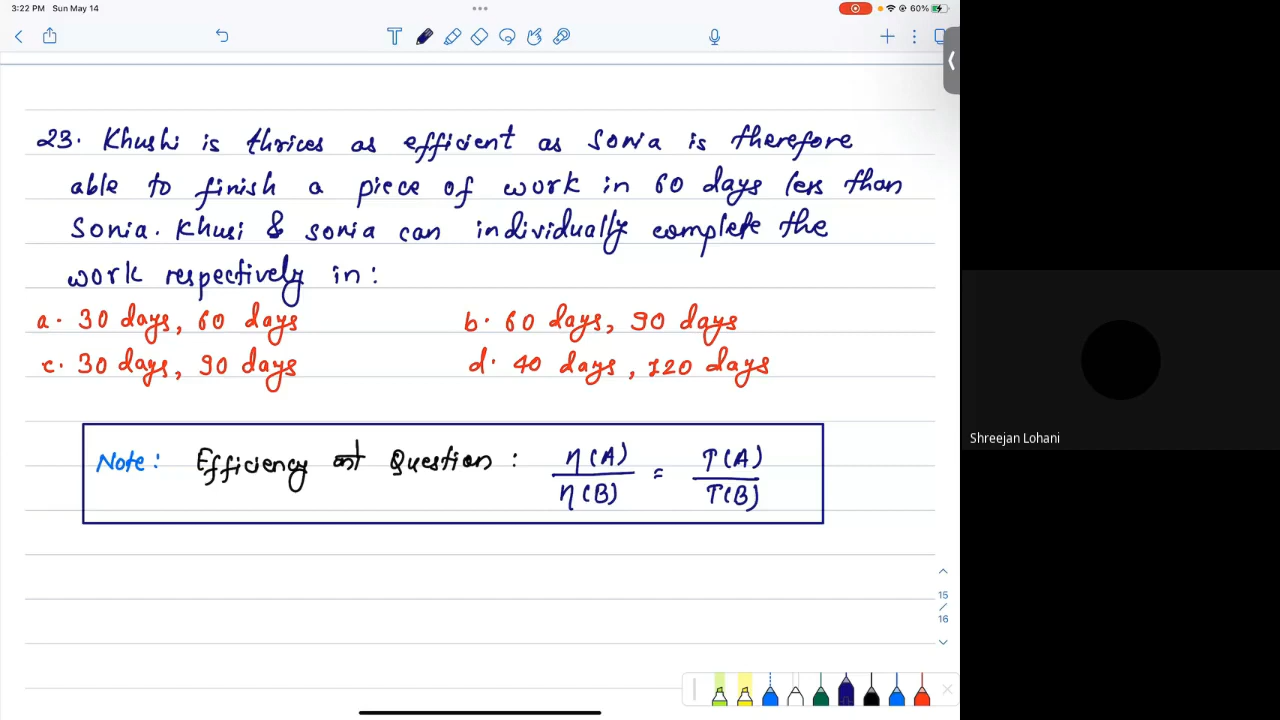 3:22 PM Sun May 14
60%
23. Khushi is thrices as efficient as Sonia is therefore
able to finish a piece of work in 60 days less than
Sonia. Khusi & sonia can individually complete the
work respectively in:
a. 30 days, 60 days
b. 60 days, 90 days
c. 30 days, 90 days
d. 40 days, 120 days
Note: Efficiency Question: η(A)/η(B) = T(A)/T(B)
15
/
16
Shreejan Lohani